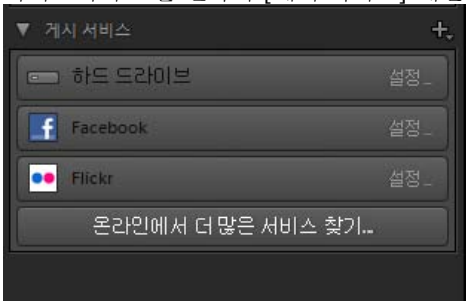 게시 서비스
하드 드라이브 설정...
Facebook 설정...
Flickr 설정...
온라인에서 더 많은 서비스 찾기...